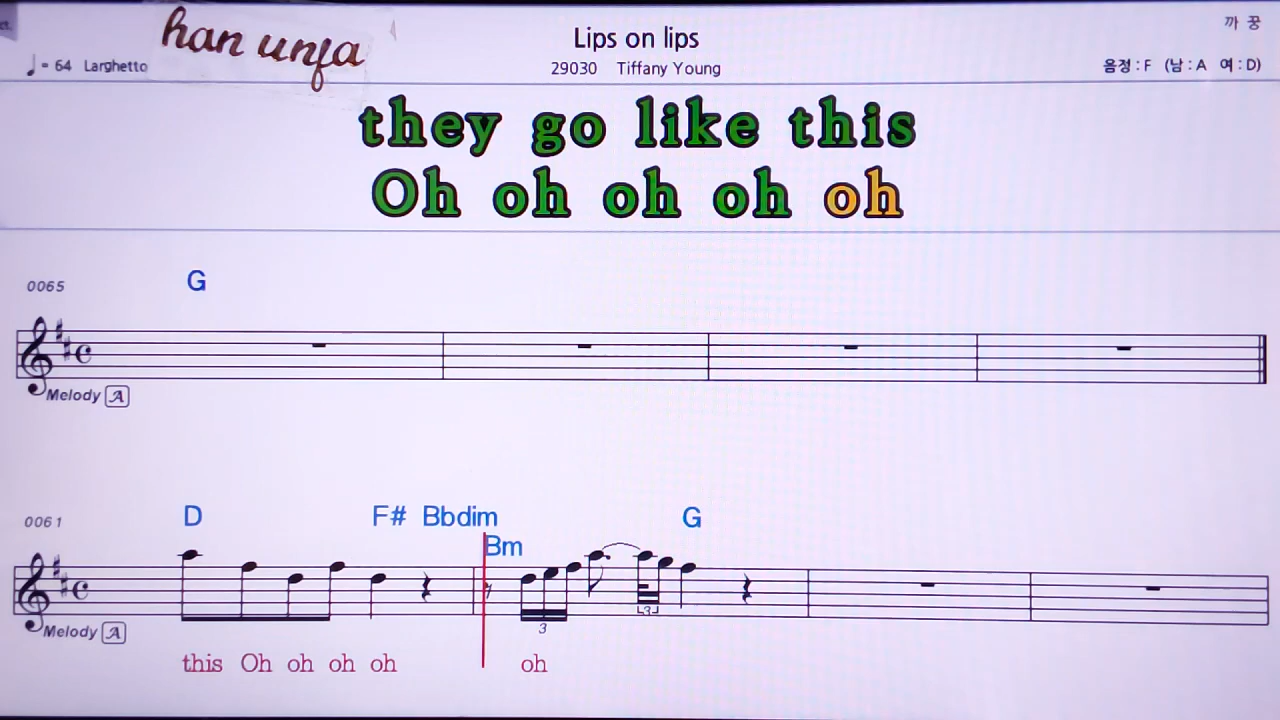 han unfa
Lips on lips
까 꿍
♩= 64 Larghetto
29030 Tiffany Young
음정 : F (남 : A 여 : D)
they go like this
Oh oh oh oh oh
0065
G
Melody A
0061
D F# Bbdim G
Bm
3 3
Melody A
this Oh oh oh oh oh